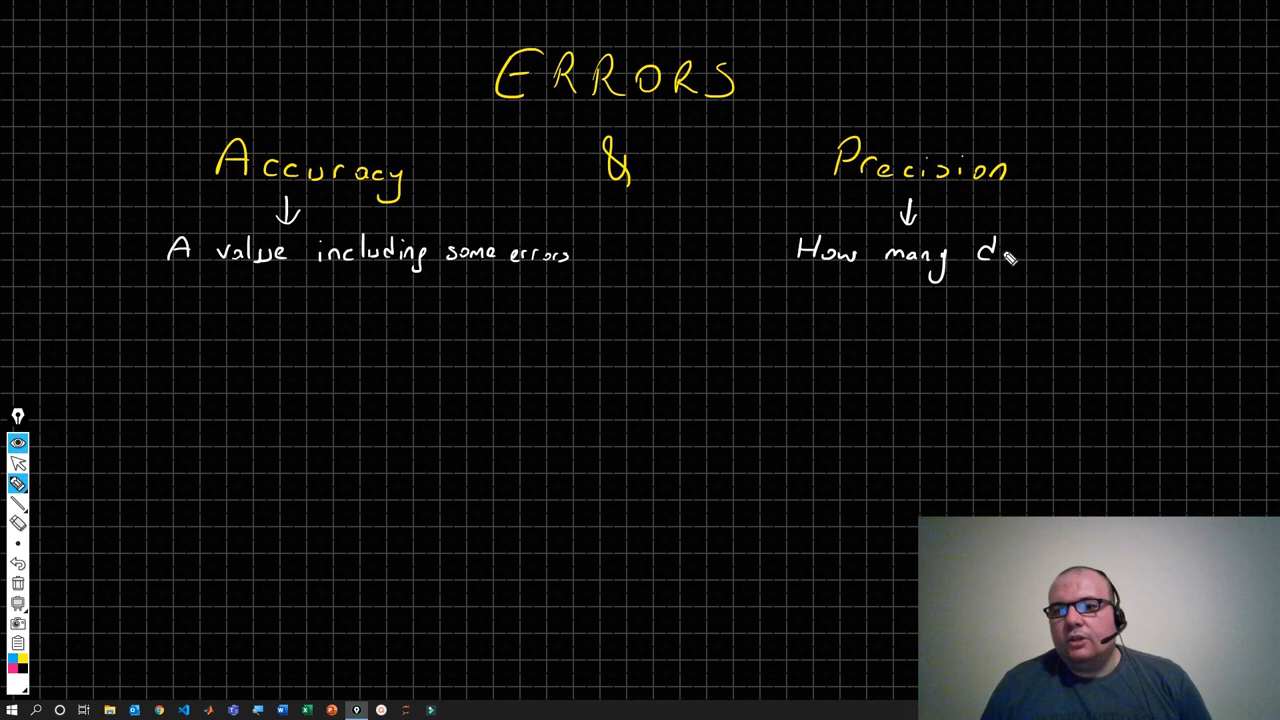 ERRORS
Accuracy & Precision
A value including some errors
How many d